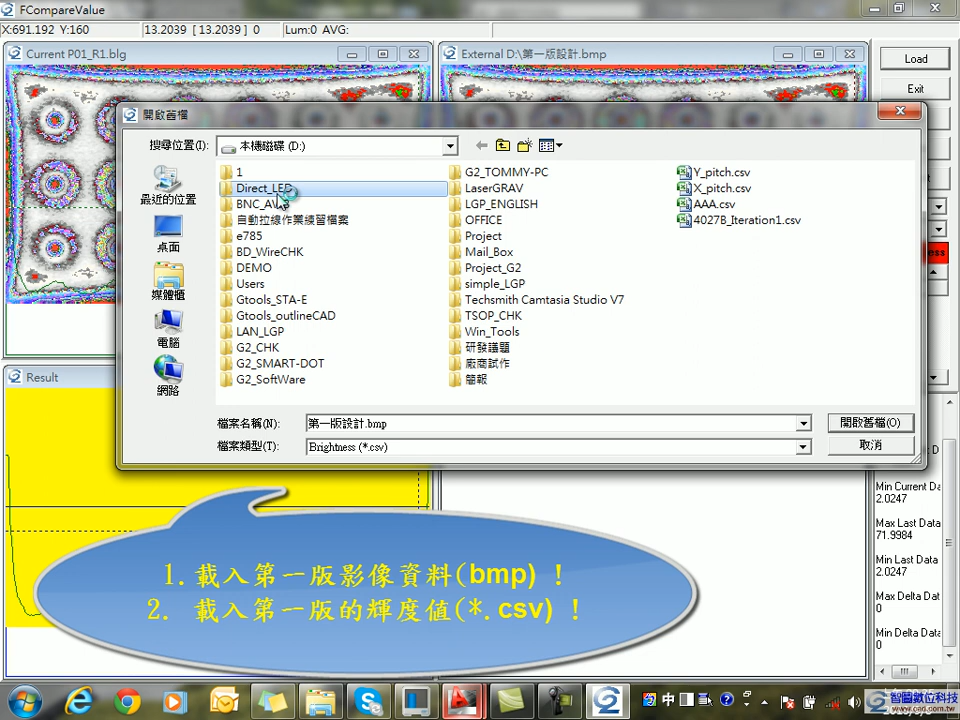 FCompareValue
X:691.192 Y:160
13.2039 [ 13.2039 ] 0
Lum:0 AVG:
Current P01_R1.blg
External D:\第一版設計.bmp
Load
Exit
開啟舊檔
搜尋位置(I):
本機磁碟 (D:)
最近的位置
桌面
媒體櫃
電腦
網路
1
Direct_LED
BNC_AVB
自動拉線作業練習檔案
e785
BD_WireCHK
DEMO
Users
Gtools_STA-E
Gtools_outlineCAD
LAN_LGP
G2_CHK
G2_SMART-DOT
G2_SoftWare
G2_TOMMY-PC
LaserGRAV
LGP_ENGLISH
OFFICE
Project
Mail_Box
Project_G2
simple_LGP
Techsmith Camtasia Studio V7
TSOP_CHK
Win_Tools
研發議題
廠商試作
簡報
Y_pitch.csv
X_pitch.csv
AAA.csv
4027B_Iteration1.csv
檔案名稱(N):
第一版設計.bmp
開啟舊檔(O)
檔案類型(T):
Brightness (*.csv)
取消
Result
Min Current Da
2.0247
Max Last Data
71.9984
Min Last Data
2.0247
Max Delta Dat
0
Min Delta Data
0
1.載入第一版影像資料(bmp) !
2. 載入第一版的輝度值(*.csv) !
中
智圖數位科技
www.cad.com.tw